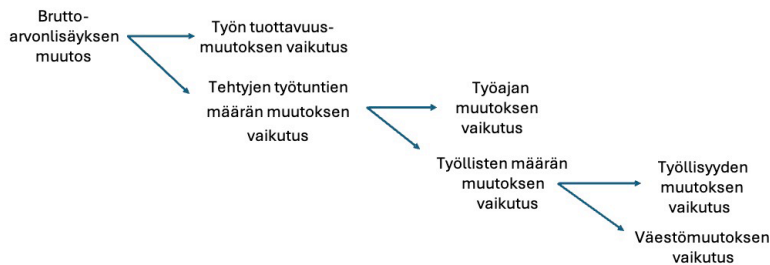 Brutto-
arvonlisäyksen
muutos
Työn tuottavuus-
muutoksen vaikutus
Tehtyjen työtuntien
määrän muutoksen
vaikutus
Työajan
muutoksen
vaikutus
Työllisten määrän
muutoksen
vaikutus
Työllisyyden
muutoksen
vaikutus
Väestömuutoksen
vaikutus